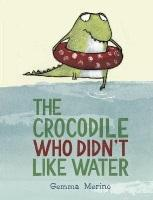 THE
CROCODILE
WHO DIDN'T
LIKE WATER
Gemma Merino